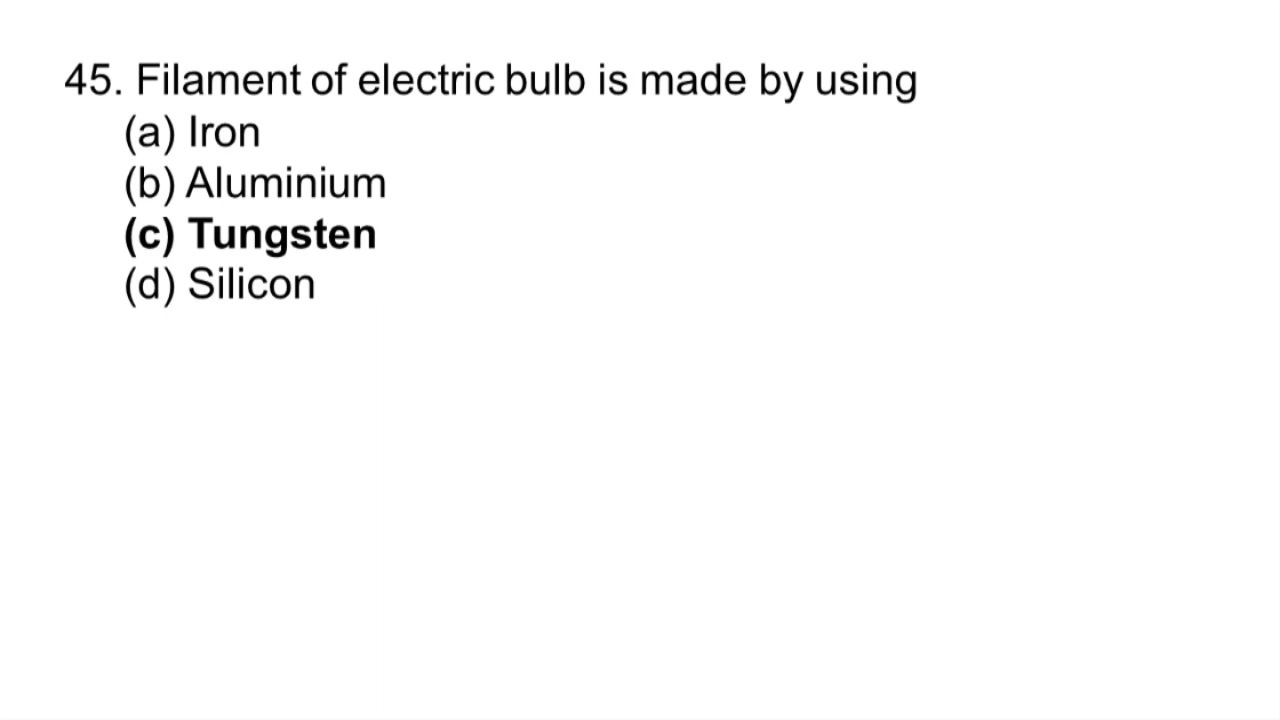 45. Filament of electric bulb is made by using
(a) Iron
(b) Aluminium
(c) Tungsten
(d) Silicon